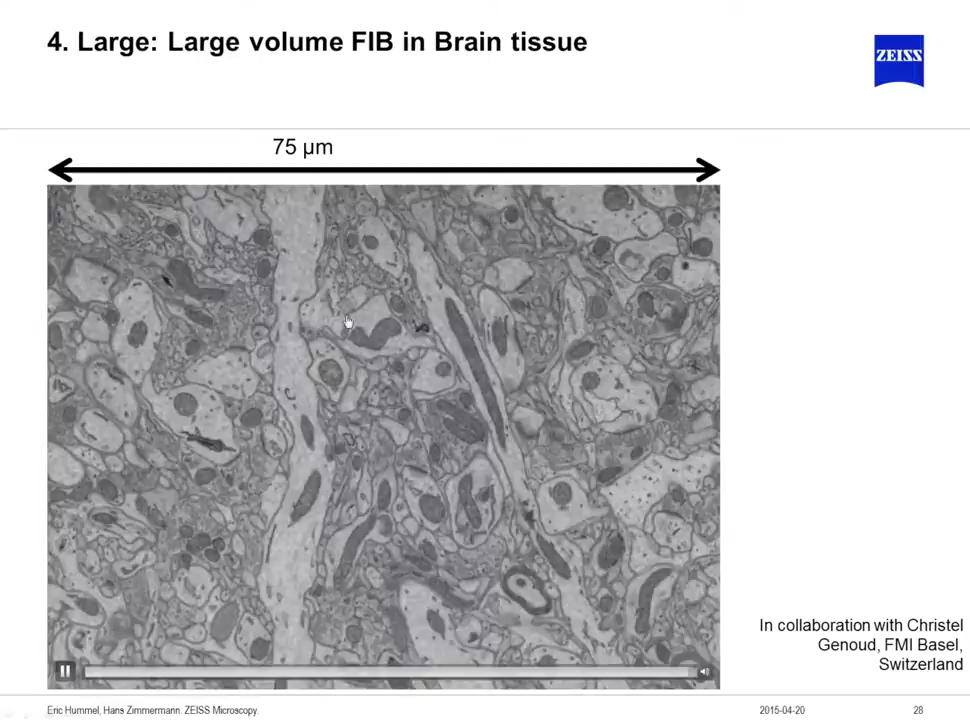 4. Large: Large volume FIB in Brain tissue
ZEISS
75 µm
In collaboration with Christel
Genoud, FMI Basel,
Switzerland
Eric Hummel, Hans Zimmermann. ZEISS Microscopy.
2015-04-20
28